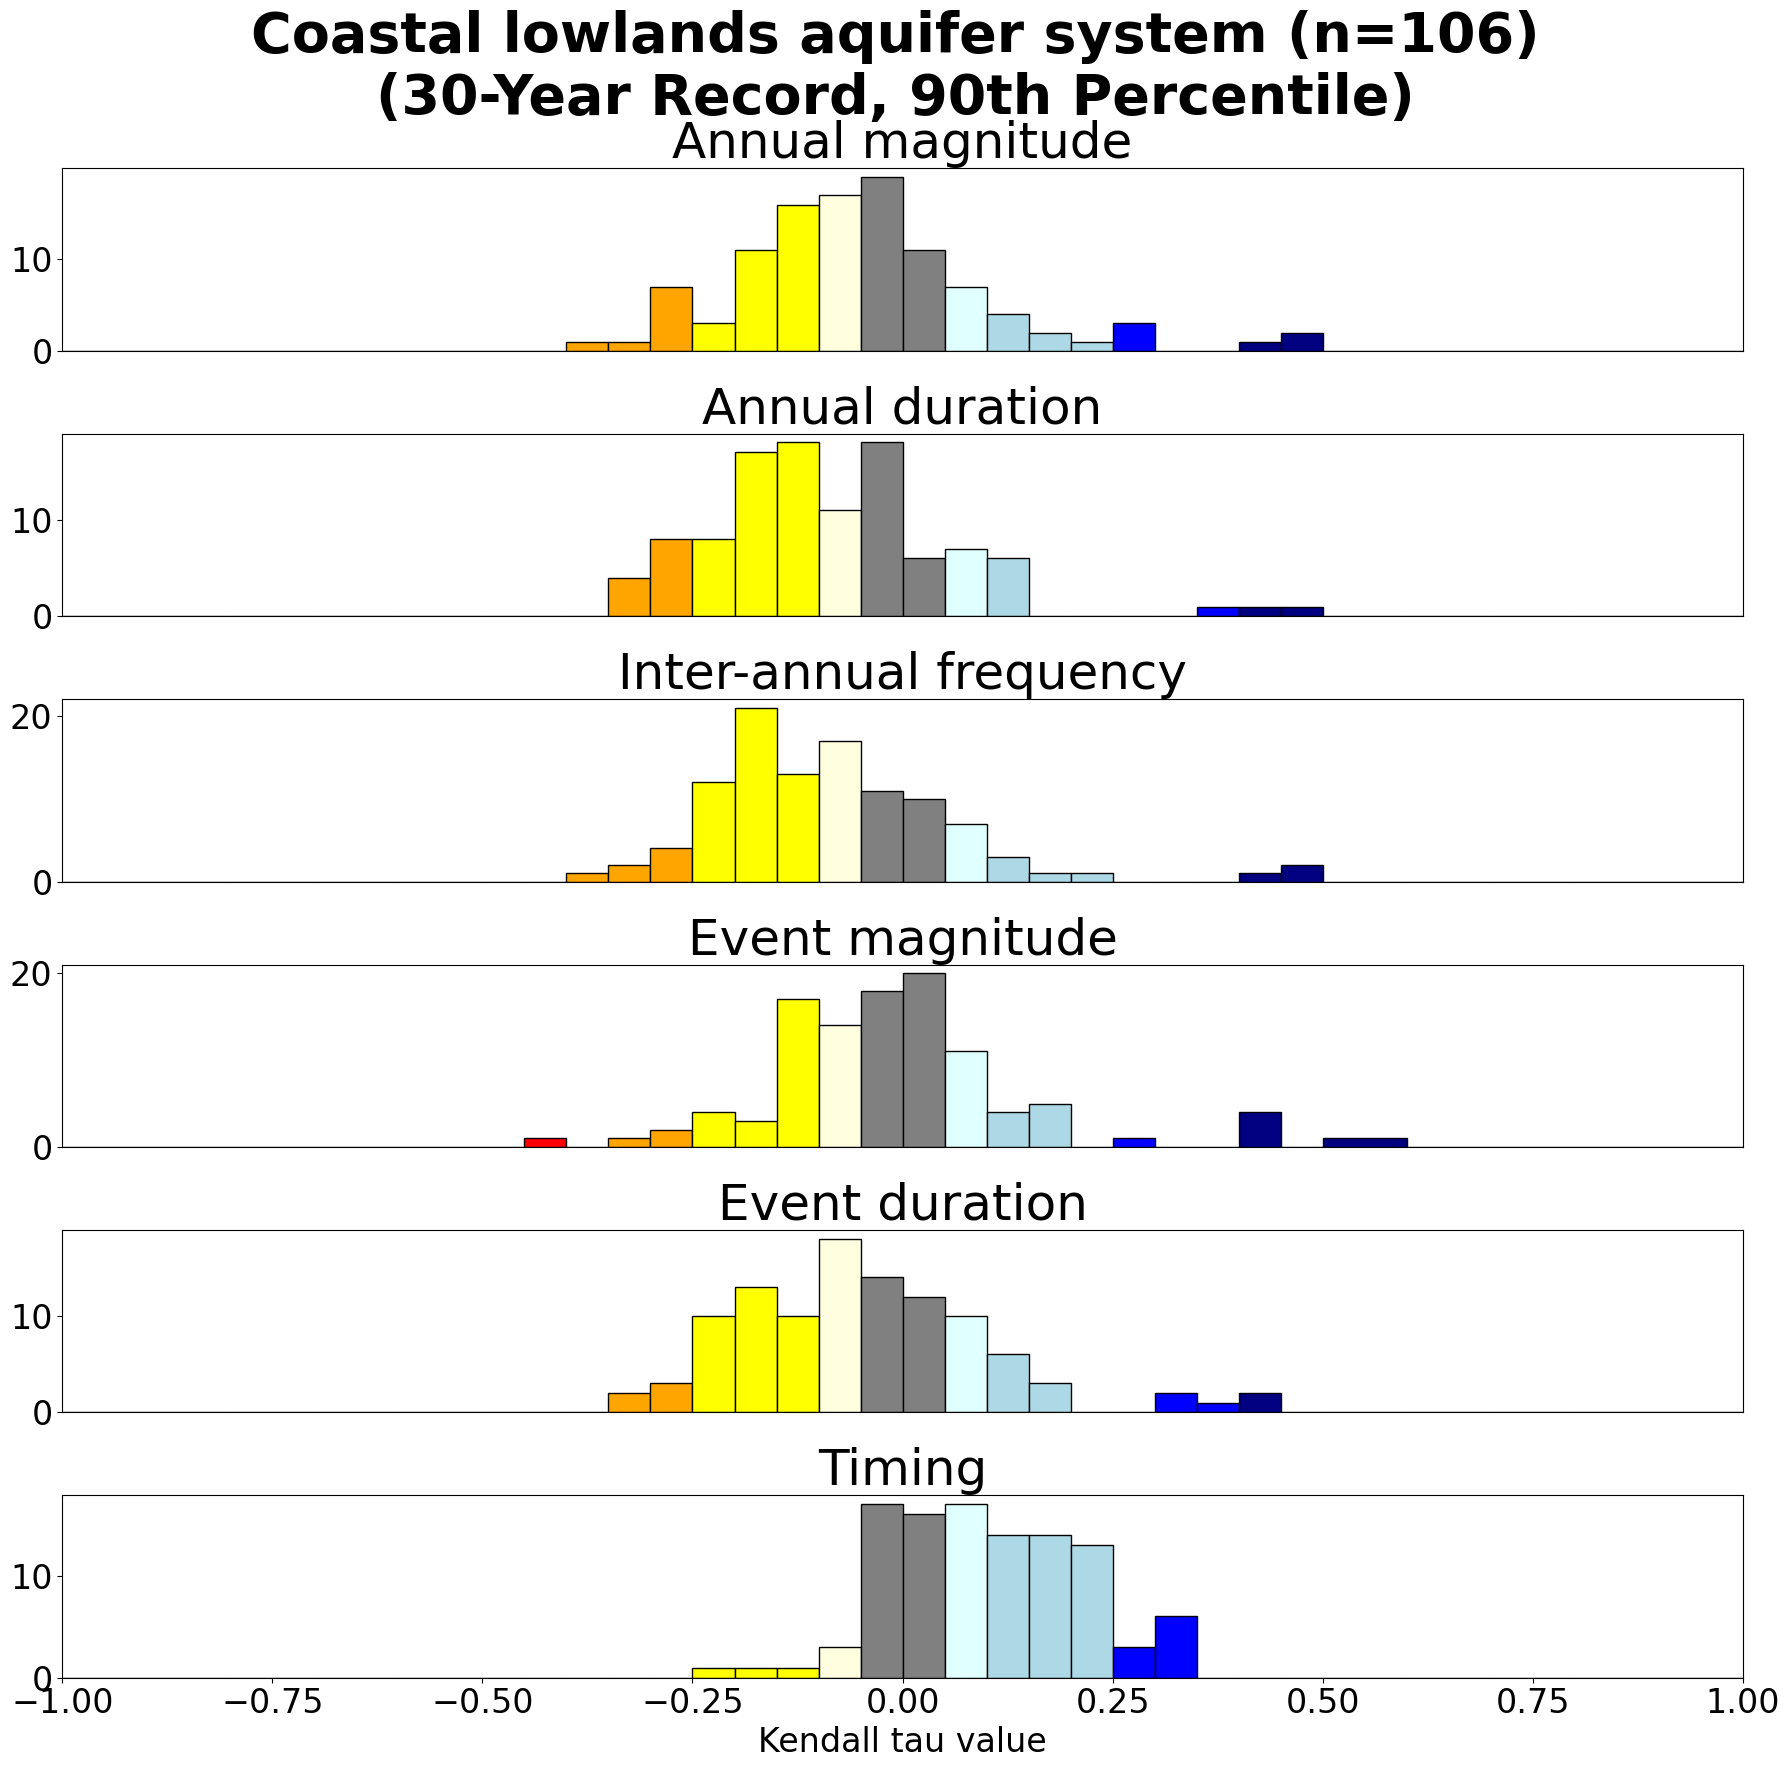 Coastal lowlands aquifer system (n=106)
(30-Year Record, 90th Percentile)
Annual magnitude
10
0
Annual duration
10
0
Inter-annual frequency
20
0
Event magnitude
20
0
Event duration
10
0
Timing
10
0
−1.00 −0.75 −0.50 −0.25 0.00 0.25 0.50 0.75 1.00
Kendall tau value